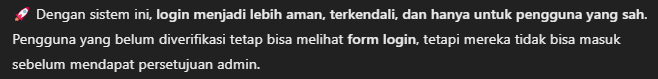 🚀 Dengan sistem ini, login menjadi lebih aman, terkendali, dan hanya untuk pengguna yang sah.
Pengguna yang belum diverifikasi tetap bisa melihat form login, tetapi mereka tidak bisa masuk
sebelum mendapat persetujuan admin.